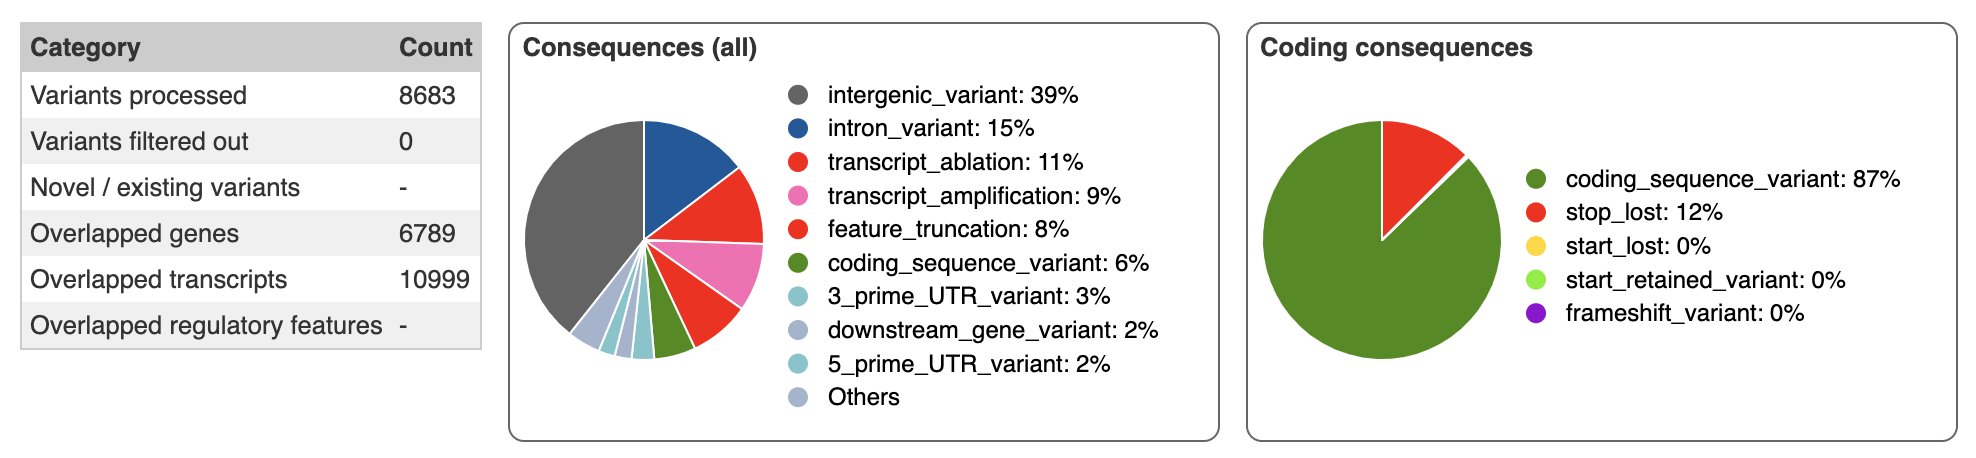 Category Count
Variants processed 8683
Variants filtered out 0
Novel / existing variants -
Overlapped genes 6789
Overlapped transcripts 10999
Overlapped regulatory features -
Consequences (all)
intergenic_variant: 39%
intron_variant: 15%
transcript_ablation: 11%
transcript_amplification: 9%
feature_truncation: 8%
coding_sequence_variant: 6%
3_prime_UTR_variant: 3%
downstream_gene_variant: 2%
5_prime_UTR_variant: 2%
Others
Coding consequences
coding_sequence_variant: 87%
stop_lost: 12%
start_lost: 0%
start_retained_variant: 0%
frameshift_variant: 0%